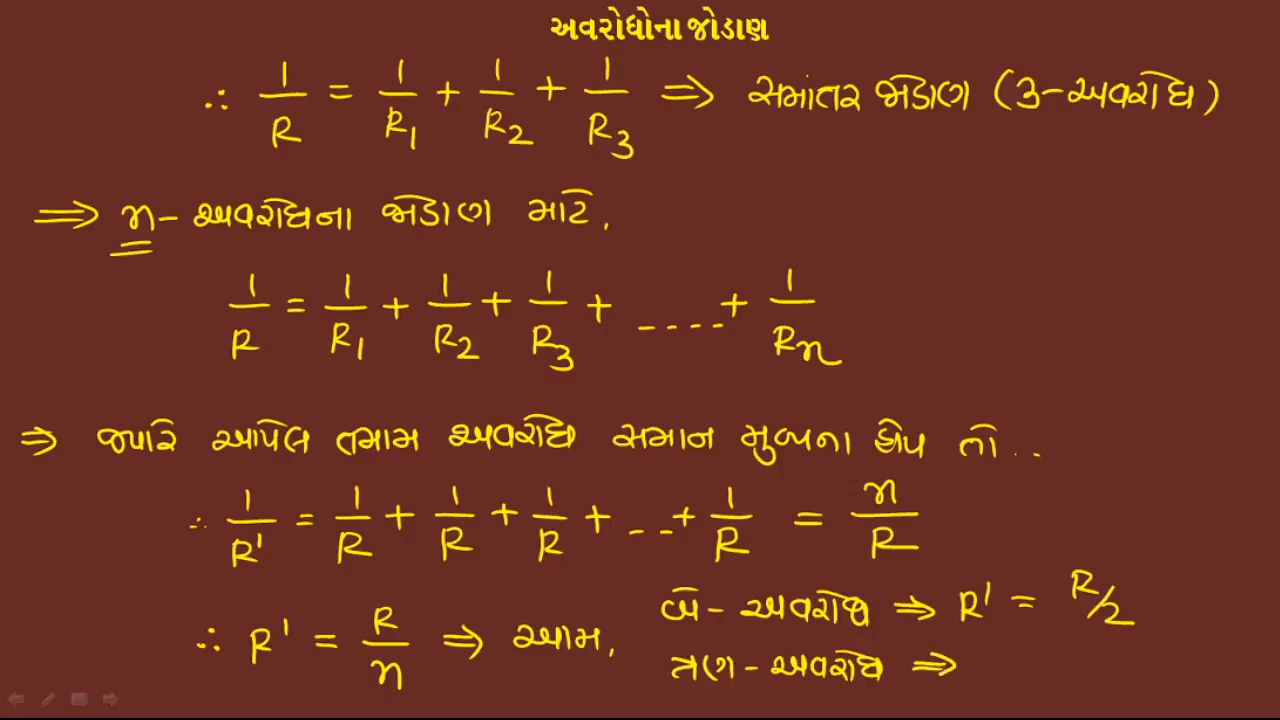 અવરોધોના જોડાણ
∴ 1/R = 1/R₁ + 1/R₂ + 1/R₃ ⇒ સમાંતર જોડાણ (૩-અવરોધ)
⇒ n - અવરોધના જોડાણ માટે,
1/R = 1/R₁ + 1/R₂ + 1/R₃ + ..... + 1/Rₙ
⇒ જ્યારે આપેલ તમામ અવરોધ સમાન મુલ્યના હોય તો...
∴ 1/R' = 1/R + 1/R + 1/R + ... + 1/R = n/R
∴ R' = R/n ⇒ આમ, બે - અવરોધ ⇒ R' = R/2
ત્રણ - અવરોધ ⇒